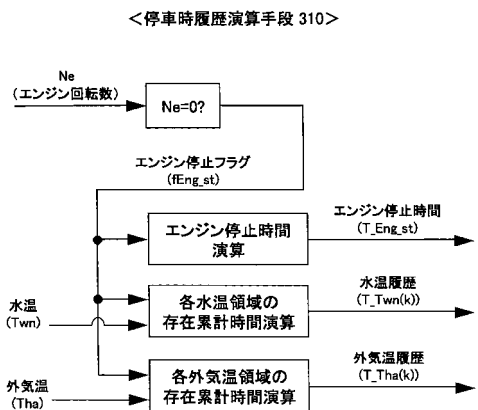 <停車時履歴演算手段 310>
Ne
(エンジン回転数)
Ne=0?
エンジン停止フラグ
(fEng_st)
エンジン停止時間
演算
エンジン停止時間
(T_Eng_st)
水温
(Twn)
各水温領域の
存在累計時間演算
水温履歴
(T_Twn(k))
外気温
(Tha)
各外気温領域の
存在累計時間演算
外気温履歴
(T_Tha(k))